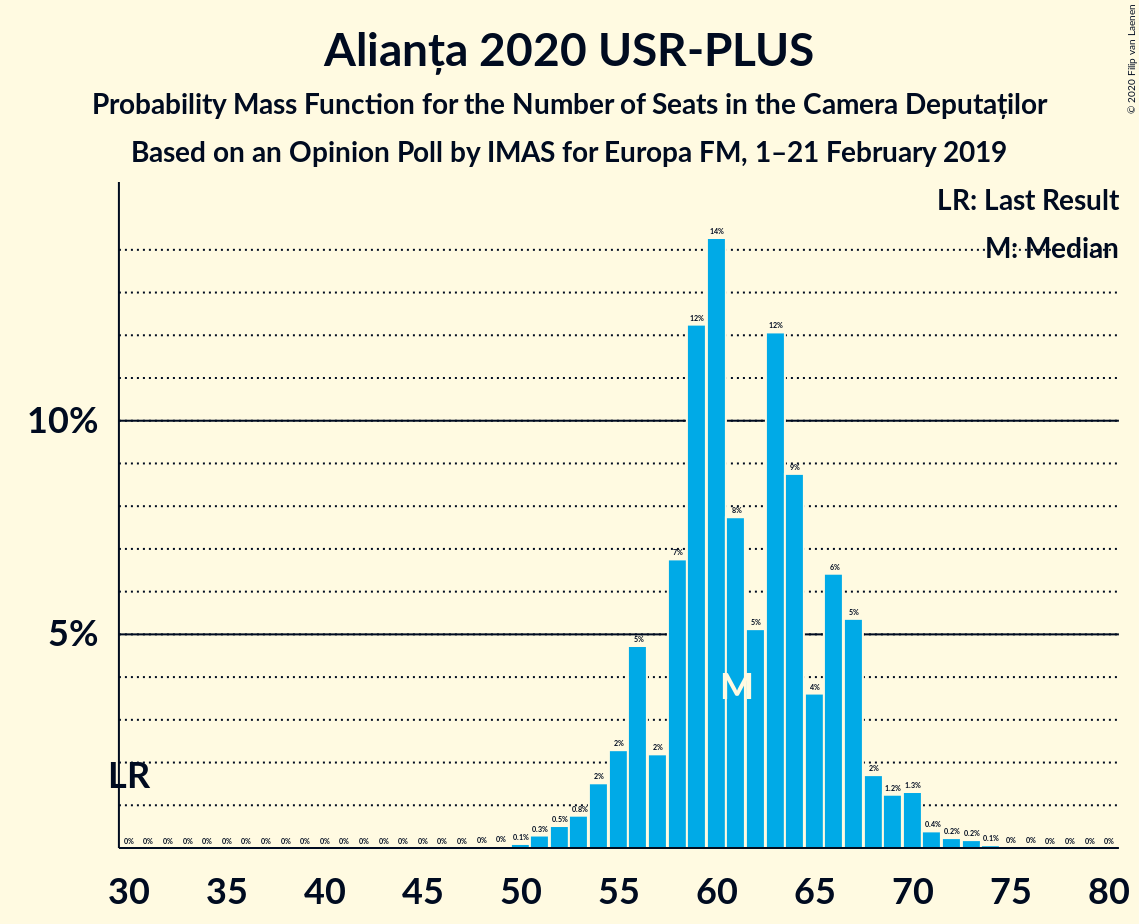 Alianța 2020 USR-PLUS
Probability Mass Function for the Number of Seats in the Camera Deputaților
Based on an Opinion Poll by IMAS for Europa FM, 1–21 February 2019
© 2020 Filip van Laenen
LR: Last Result
M: Median
10%
5%
LR
M
0% 0% 0% 0% 0% 0% 0% 0% 0% 0% 0% 0% 0% 0% 0% 0% 0% 0% 0% 0% 0.1% 0.3% 0.5% 0.8% 2% 2% 5% 2% 7% 12% 14% 8% 5% 12% 9% 4% 6% 5% 2% 1.2% 1.3% 0.4% 0.2% 0.2% 0.1% 0% 0% 0% 0% 0% 0%
30 35 40 45 50 55 60 65 70 75 80